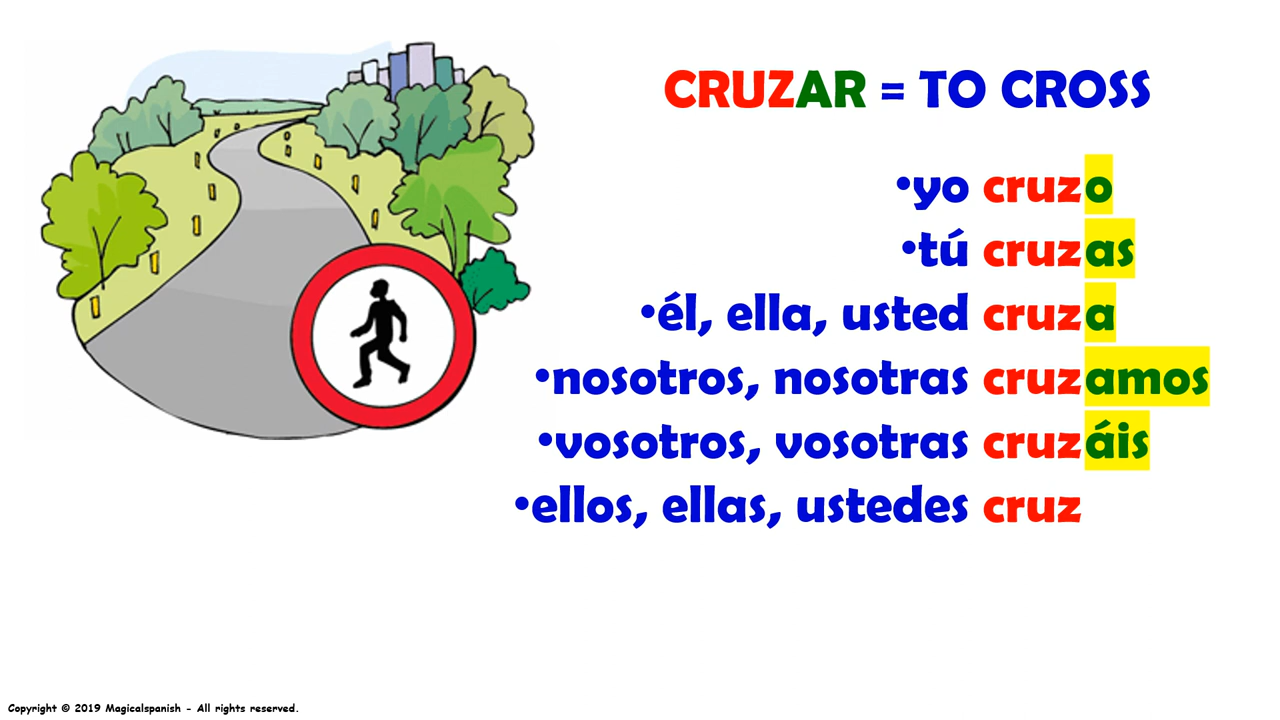 CRUZAR = TO CROSS
•yo cruzo
•tú cruzas
•él, ella, usted cruza
•nosotros, nosotras cruzamos
•vosotros, vosotras cruzáis
•ellos, ellas, ustedes cruz
Copyright © 2019 Magicalspanish - All rights reserved.